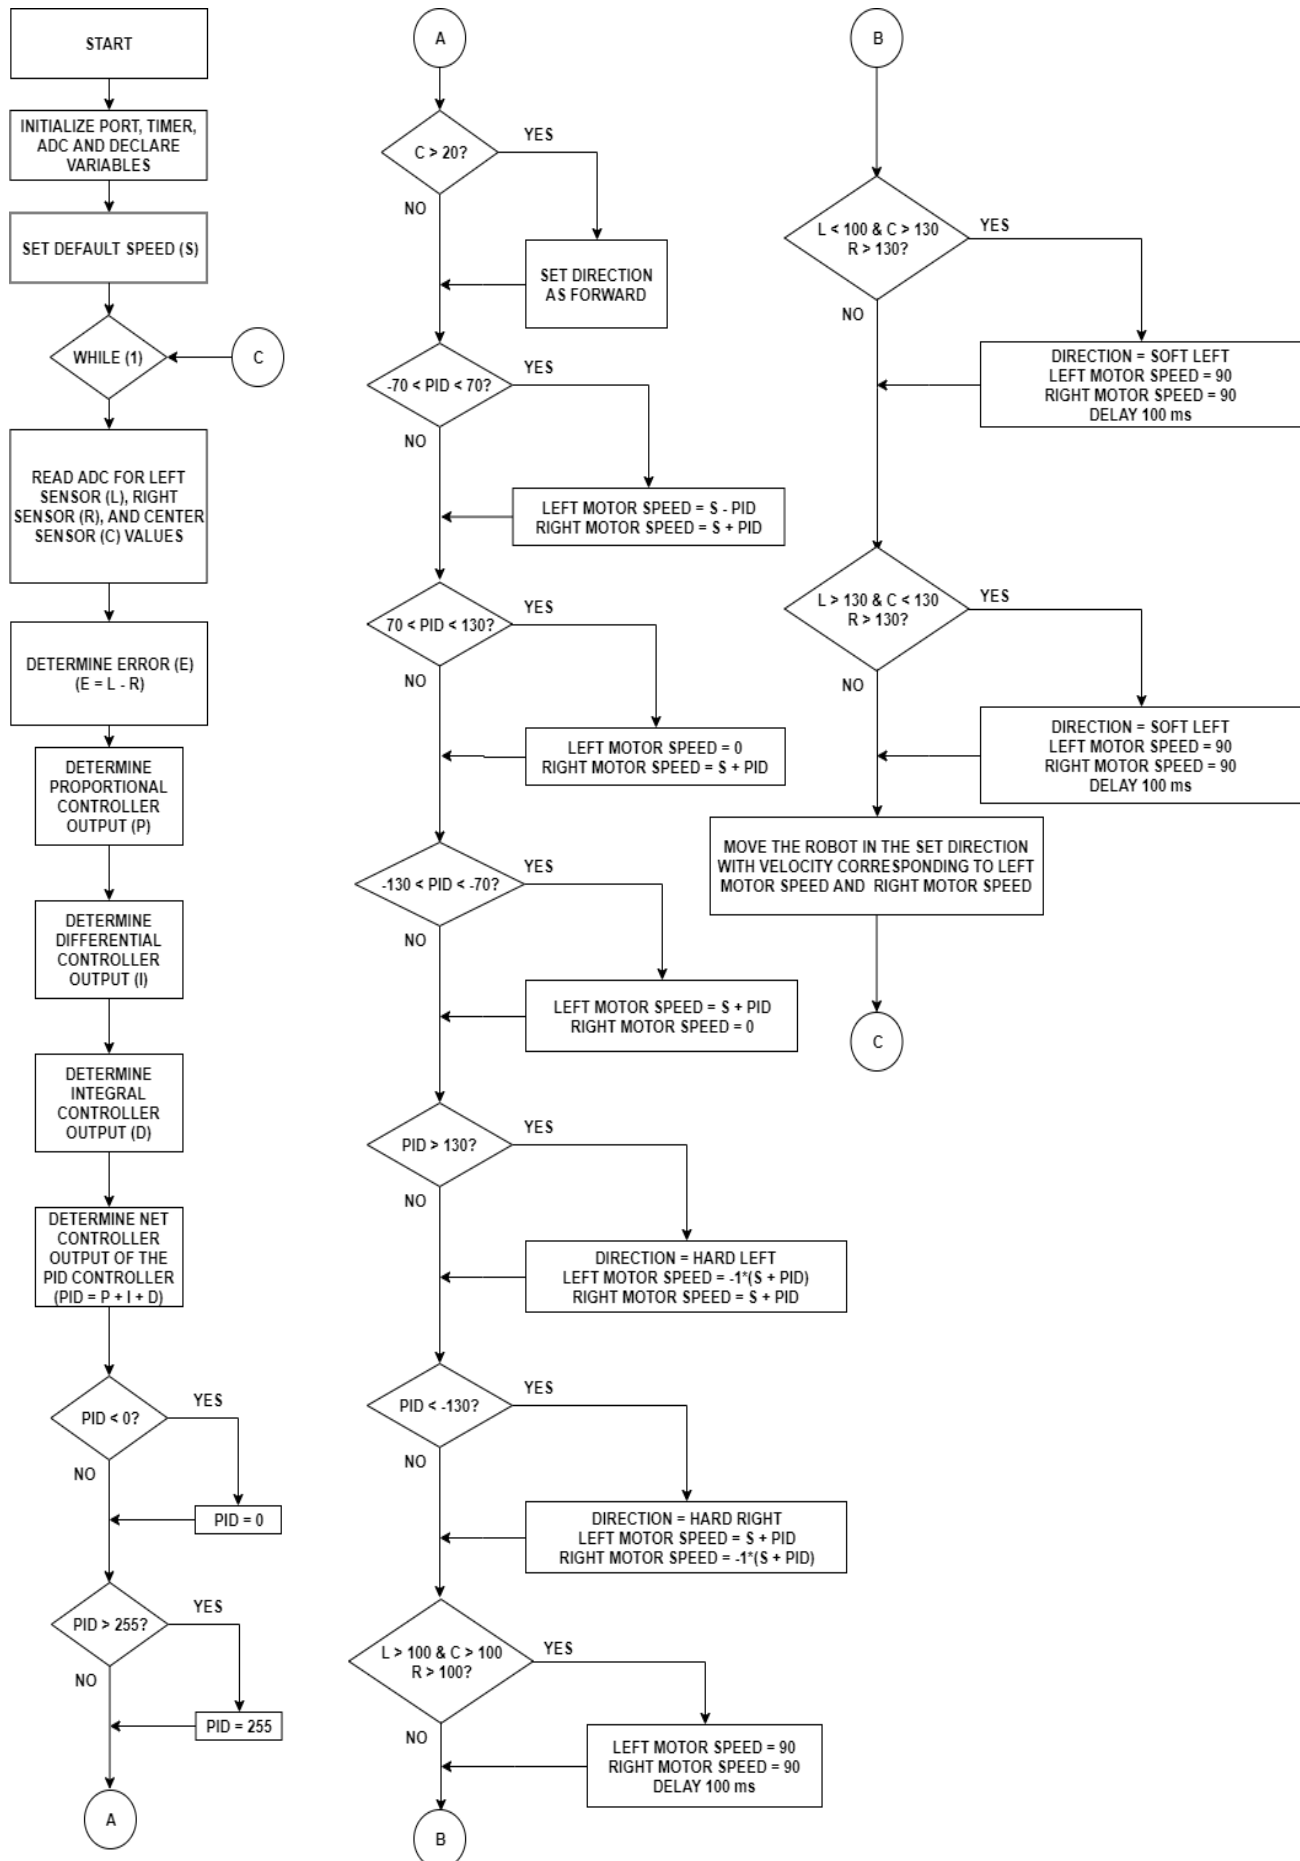 START
INITIALIZE PORT, TIMER,
ADC AND DECLARE
VARIABLES
SET DEFAULT SPEED (S)
WHILE (1)
C
READ ADC FOR LEFT
SENSOR (L), RIGHT
SENSOR (R), AND CENTER
SENSOR (C) VALUES
DETERMINE ERROR (E)
(E = L - R)
DETERMINE
PROPORTIONAL
CONTROLLER
OUTPUT (P)
DETERMINE
DIFFERENTIAL
CONTROLLER
OUTPUT (I)
DETERMINE
INTEGRAL
CONTROLLER
OUTPUT (D)
DETERMINE NET
CONTROLLER
OUTPUT OF THE
PID CONTROLLER
(PID = P + I + D)
PID < 0?
YES
NO
PID = 0
PID > 255?
YES
NO
PID = 255
A
A
C > 20?
YES
NO
SET DIRECTION
AS FORWARD
-70 < PID < 70?
YES
NO
LEFT MOTOR SPEED = S - PID
RIGHT MOTOR SPEED = S + PID
70 < PID < 130?
YES
NO
LEFT MOTOR SPEED = 0
RIGHT MOTOR SPEED = S + PID
-130 < PID < -70?
YES
NO
LEFT MOTOR SPEED = S + PID
RIGHT MOTOR SPEED = 0
PID > 130?
YES
NO
DIRECTION = HARD LEFT
LEFT MOTOR SPEED = -1*(S + PID)
RIGHT MOTOR SPEED = S + PID
PID < -130?
YES
NO
DIRECTION = HARD RIGHT
LEFT MOTOR SPEED = S + PID
RIGHT MOTOR SPEED = -1*(S + PID)
L > 100 & C > 100
R > 100?
YES
NO
LEFT MOTOR SPEED = 90
RIGHT MOTOR SPEED = 90
DELAY 100 ms
B
B
L < 100 & C > 130
R > 130?
YES
NO
DIRECTION = SOFT LEFT
LEFT MOTOR SPEED = 90
RIGHT MOTOR SPEED = 90
DELAY 100 ms
L > 130 & C < 130
R > 130?
YES
NO
DIRECTION = SOFT LEFT
LEFT MOTOR SPEED = 90
RIGHT MOTOR SPEED = 90
DELAY 100 ms
MOVE THE ROBOT IN THE SET DIRECTION
WITH VELOCITY CORRESPONDING TO LEFT
MOTOR SPEED AND RIGHT MOTOR SPEED
C